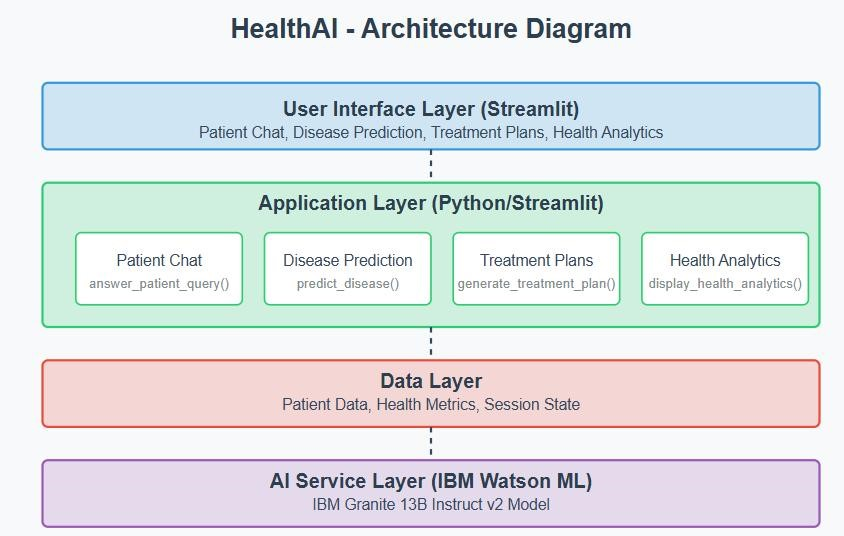 HealthAI - Architecture Diagram
User Interface Layer (Streamlit)
Patient Chat, Disease Prediction, Treatment Plans, Health Analytics
Application Layer (Python/Streamlit)
Patient Chat
answer_patient_query()
Disease Prediction
predict_disease()
Treatment Plans
generate_treatment_plan()
Health Analytics
display_health_analytics()
Data Layer
Patient Data, Health Metrics, Session State
AI Service Layer (IBM Watson ML)
IBM Granite 13B Instruct v2 Model